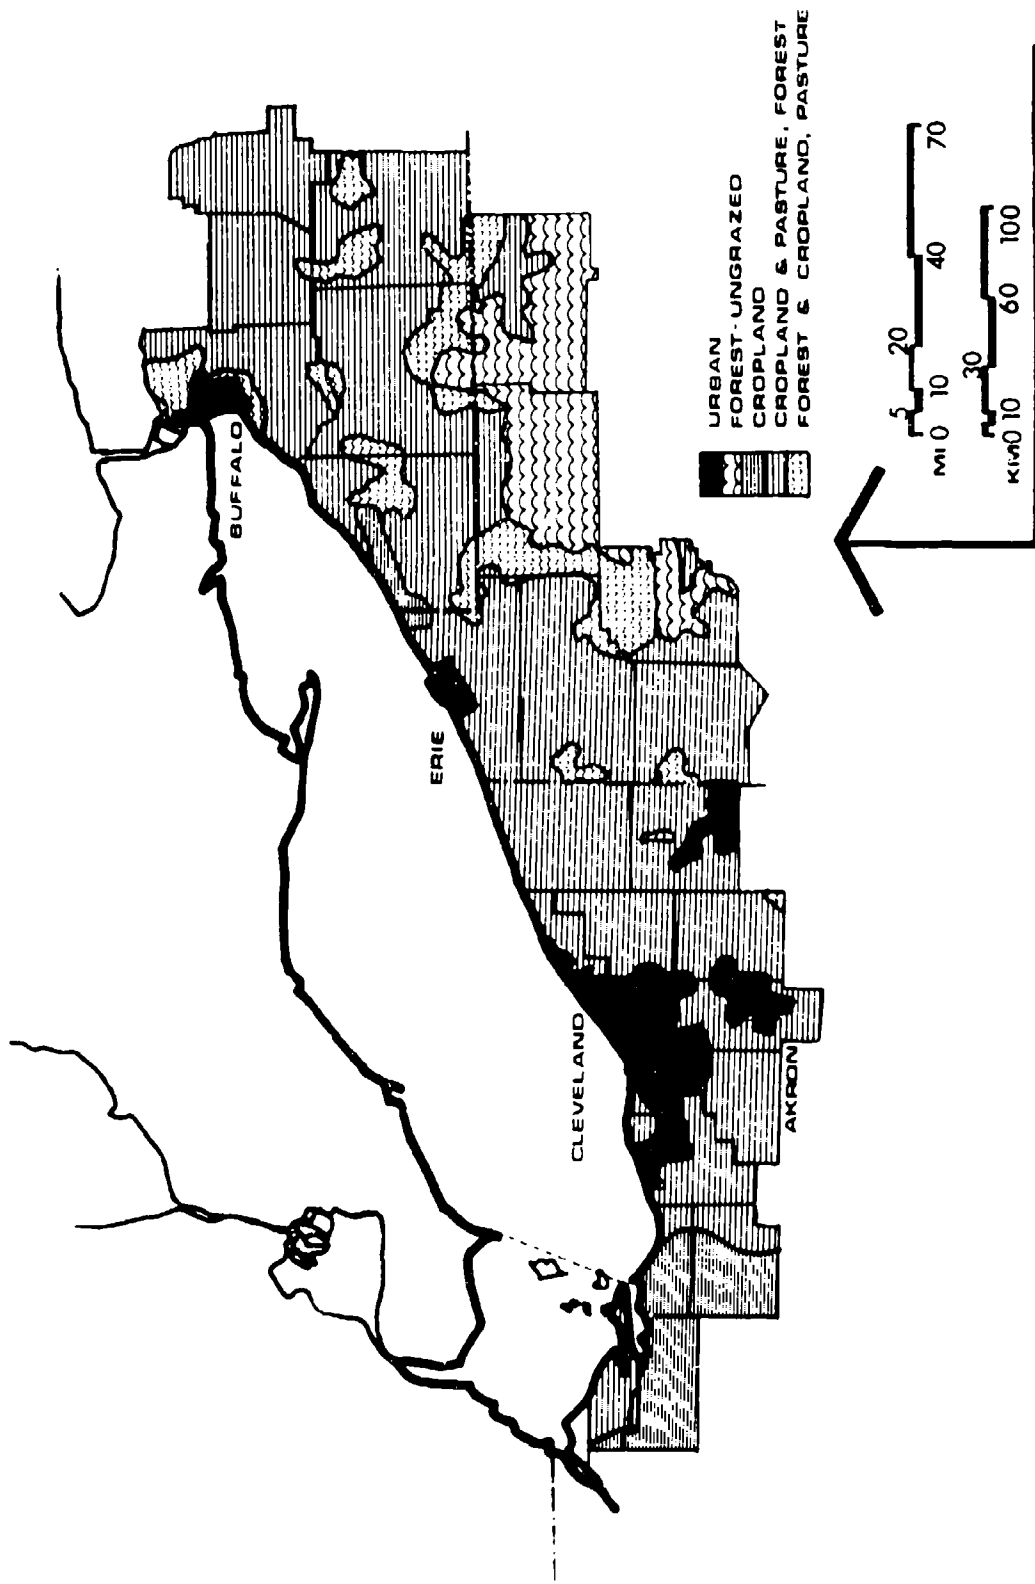 BUFFALO
ERIE
CLEVELAND
AKRON
URBAN
FOREST-UNGRAZED
CROPLAND
CROPLAND & PASTURE, FOREST
FOREST & CROPLAND, PASTURE
MI 0 5 10 20 40 70
KM 0 10 30 60 100